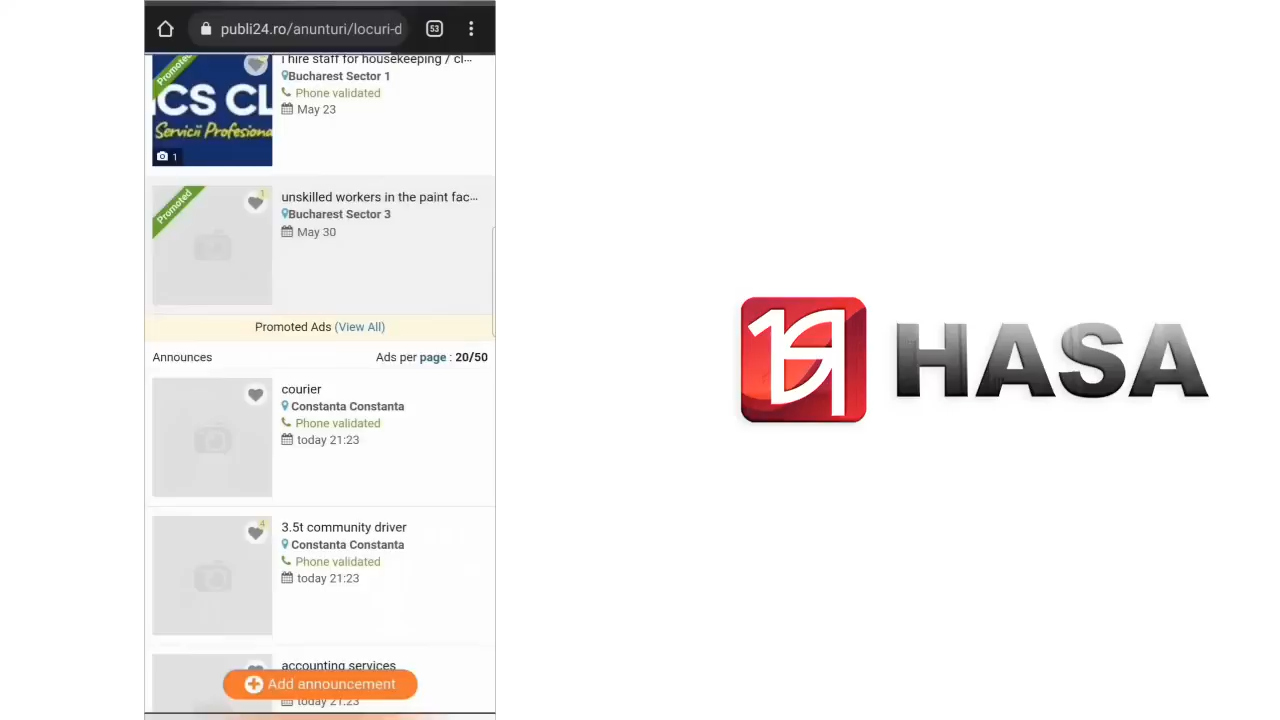 53
publi24.ro/anunturi/locuri-d
Promoted
i hire staff for housekeeping / cl...
Bucharest Sector 1
Phone validated
May 23
ICS CL
Servicii Profesiona
1
Promoted
1
unskilled workers in the paint fac...
Bucharest Sector 3
May 30
Promoted Ads (View All)
Announces
Ads per page : 20/50
courier
Constanta Constanta
Phone validated
today 21:23
4
3.5t community driver
Constanta Constanta
Phone validated
today 21:23
accounting services
Add announcement
today 21:23
HASA